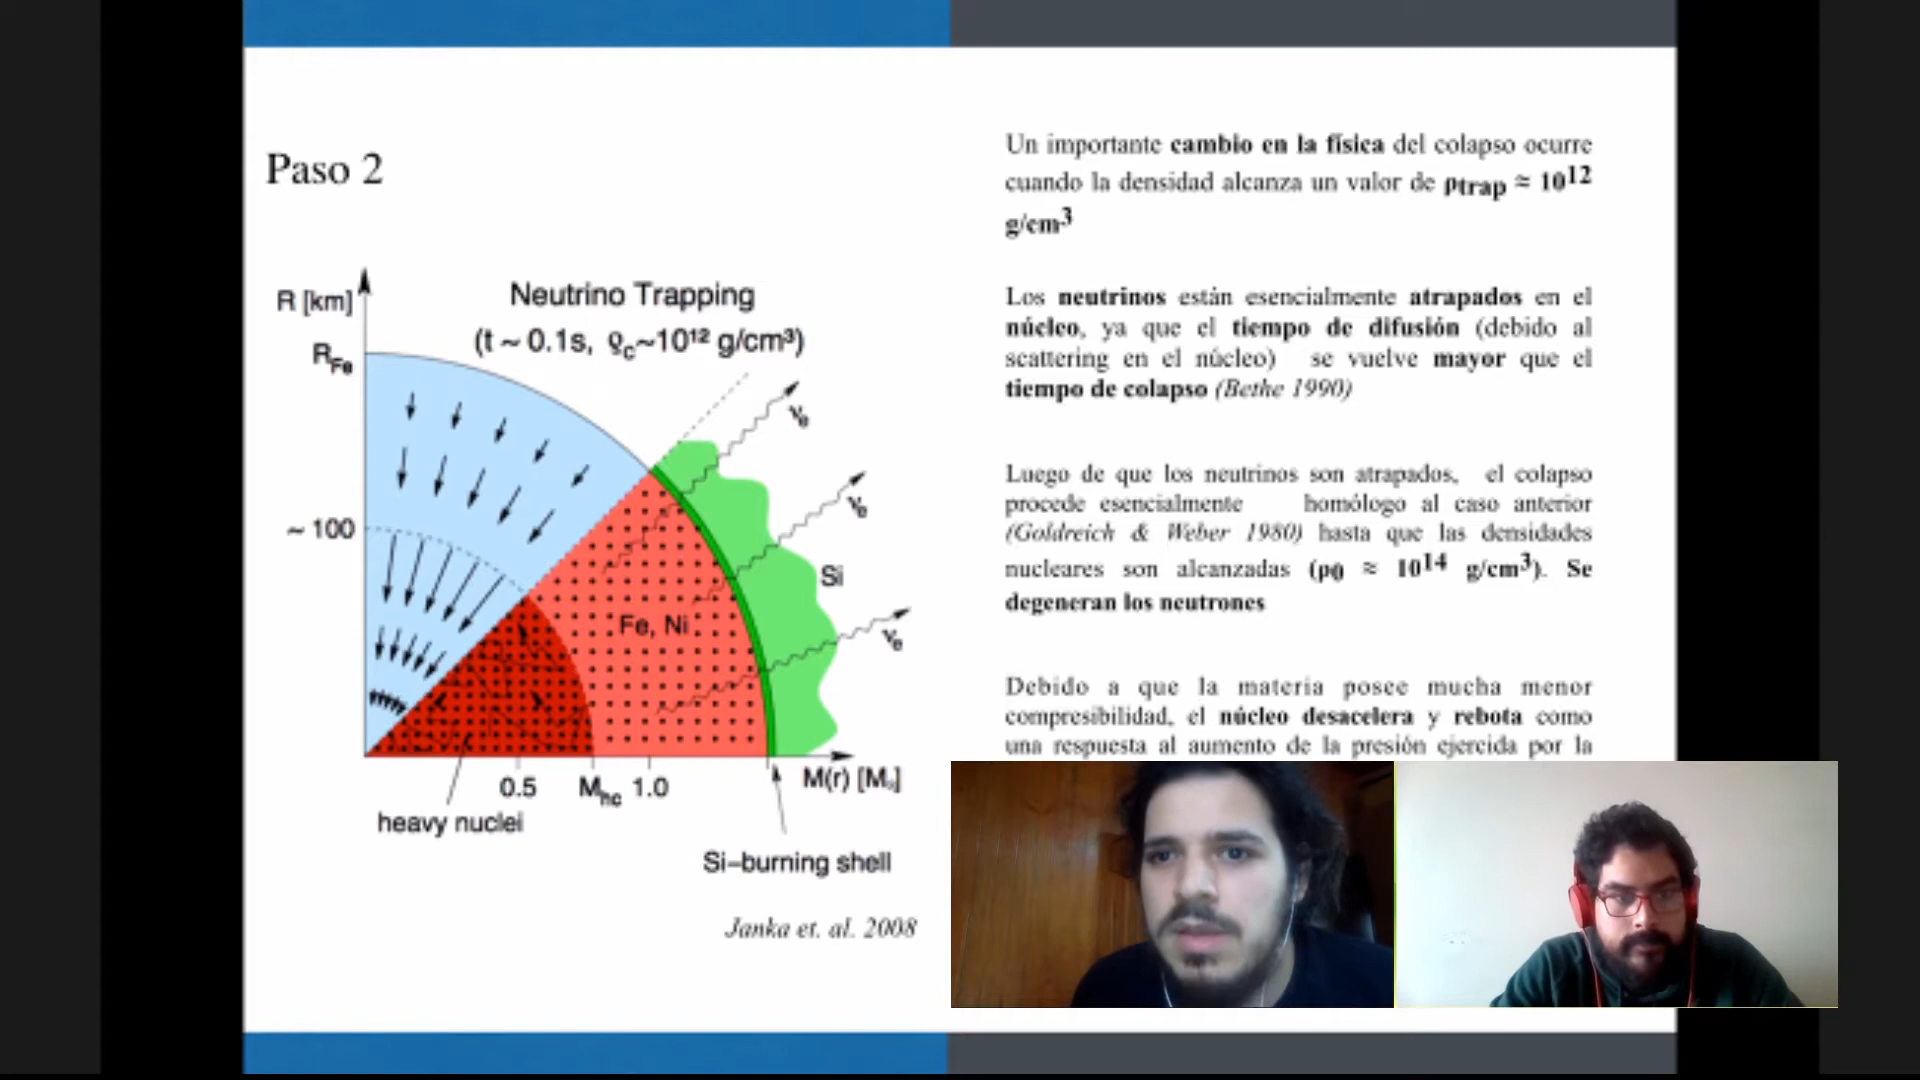 Paso 2
R [km]
R_Fe
~ 100
Neutrino Trapping
(t ~ 0.1s, ϱc~10¹² g/cm³)
νe
νe
νe
Si
Fe, Ni
0.5 Mhc 1.0 M(r) [M☉]
heavy nuclei
Si–burning shell
Janka et. al. 2008
Un importante cambio en la física del colapso ocurre
cuando la densidad alcanza un valor de ρtrap ≈ 10¹²
g/cm³
Los neutrinos están esencialmente atrapados en el
núcleo, ya que el tiempo de difusión (debido al
scattering en el núcleo) se vuelve mayor que el
tiempo de colapso (Bethe 1990)
Luego de que los neutrinos son atrapados, el colapso
procede esencialmente homólogo al caso anterior
(Goldreich & Weber 1980) hasta que las densidades
nucleares son alcanzadas (ρ0 ≈ 10¹⁴ g/cm³). Se
degeneran los neutrones
Debido a que la materia posee mucha menor
compresibilidad, el núcleo desacelera y rebota como
una respuesta al aumento de la presión ejercida por la